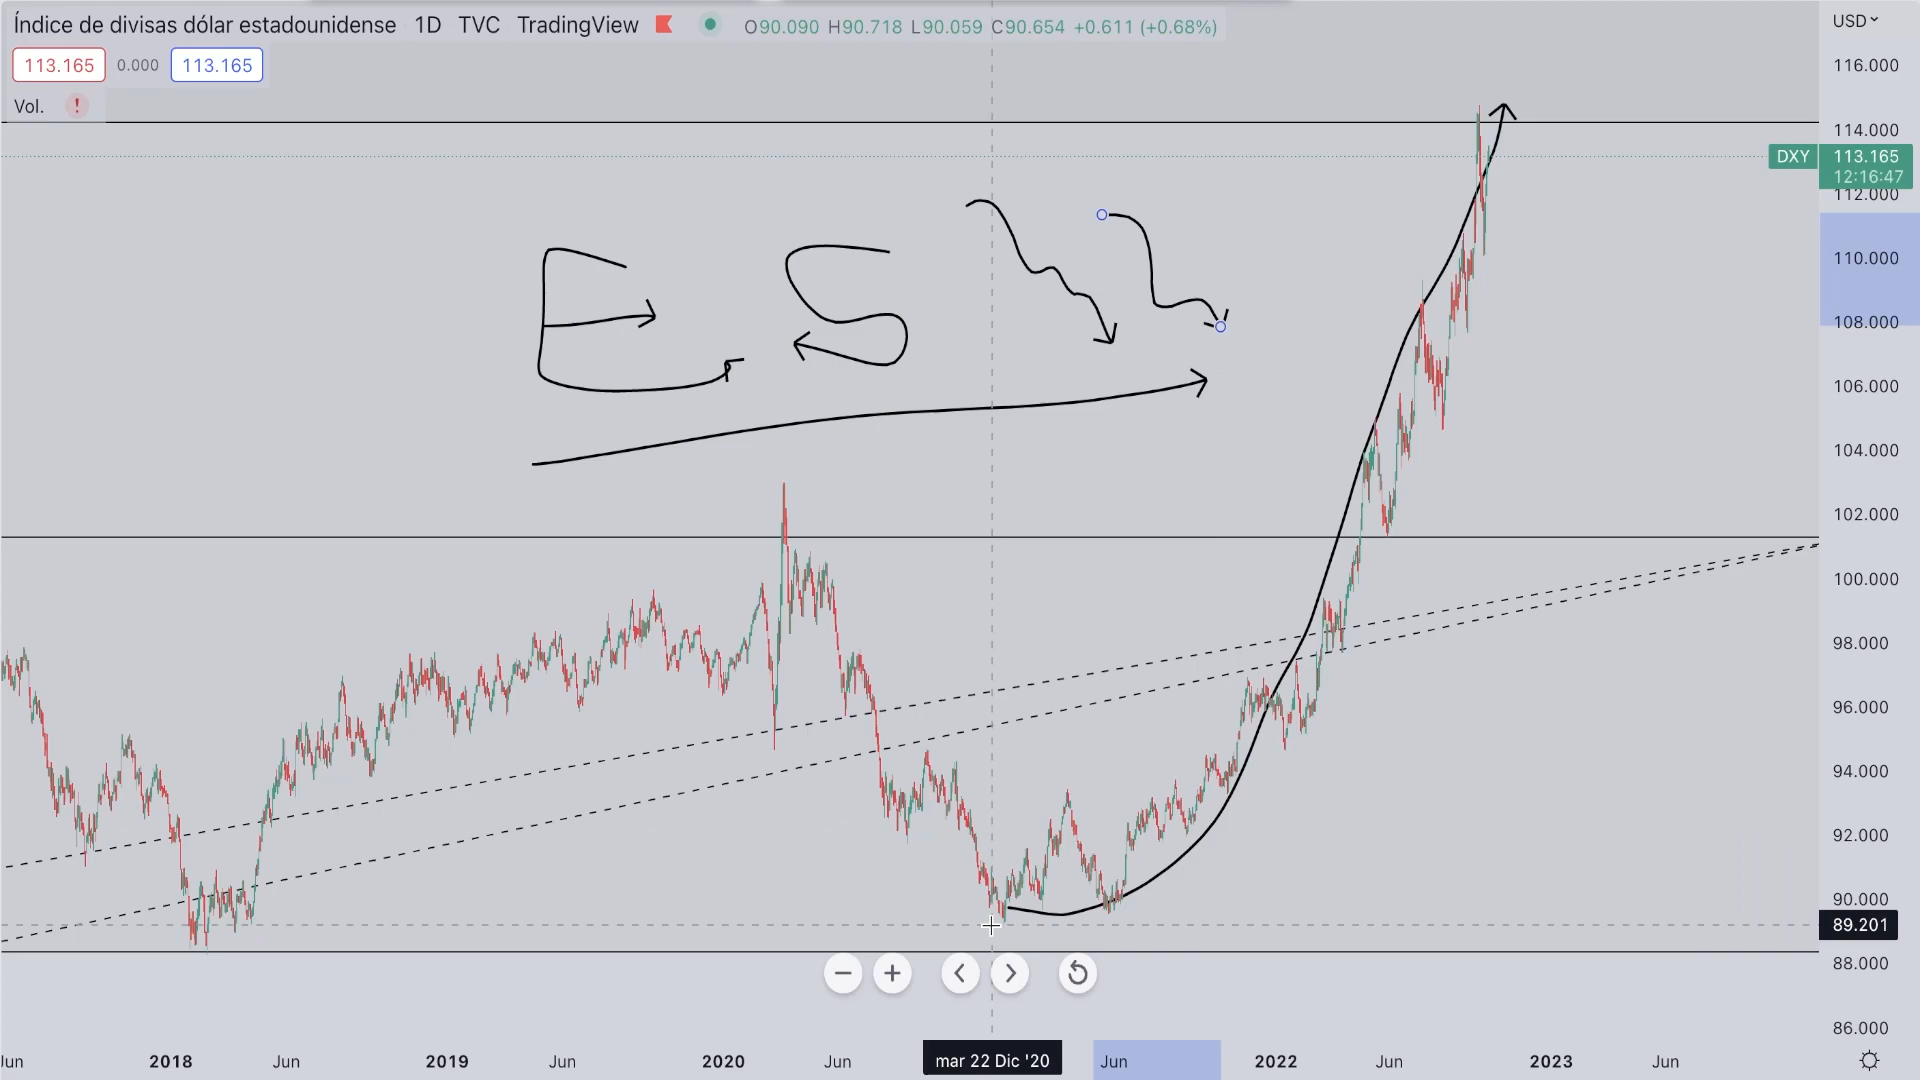 Índice de divisas dólar estadounidense 1D TVC TradingView O90.090 H90.718 L90.059 C90.654 +0.611 (+0.68%)
USD
113.165 0.000 113.165
Vol. !
116.000
114.000
DXY 113.165
12:16:47
112.000
110.000
108.000
E S
106.000
104.000
102.000
100.000
98.000
96.000
94.000
92.000
90.000
89.201
88.000
86.000
Jun 2018 Jun 2019 Jun 2020 Jun mar 22 Dic '20 Jun 2022 Jun 2023 Jun